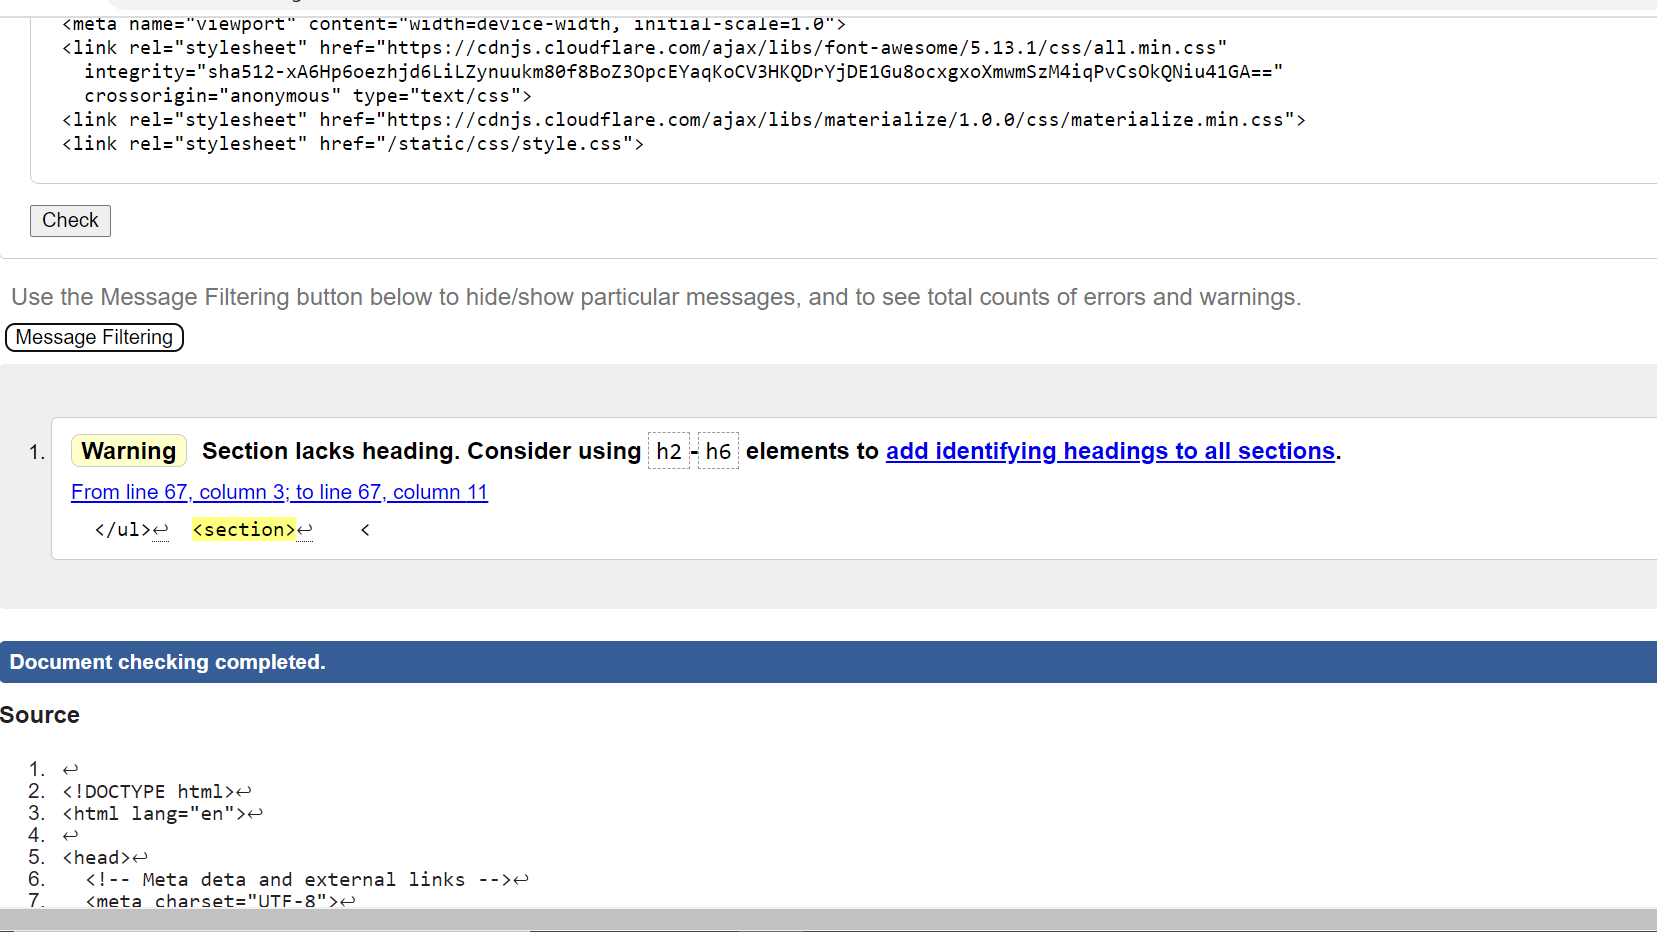 <meta name="viewport" content="width=device-width, initial-scale=1.0">
<link rel="stylesheet" href="https://cdnjs.cloudflare.com/ajax/libs/font-awesome/5.13.1/css/all.min.css"
integrity="sha512-xA6Hp6oezhjd6LiLZynuukm80f8BoZ3OpcEYaqKoCV3HKQDrYjDE1Gu8ocxgxoXmwmSzM4iqPvCsOkQNiu41GA=="
crossorigin="anonymous" type="text/css">
<link rel="stylesheet" href="https://cdnjs.cloudflare.com/ajax/libs/materialize/1.0.0/css/materialize.min.css">
<link rel="stylesheet" href="/static/css/style.css">
Check
Use the Message Filtering button below to hide/show particular messages, and to see total counts of errors and warnings.
Message Filtering
1. Warning Section lacks heading. Consider using h2-h6 elements to add identifying headings to all sections.
From line 67, column 3; to line 67, column 11
</ul>↩ <section>↩ <
Document checking completed.
Source
1. ↩
2. <!DOCTYPE html>↩
3. <html lang="en">↩
4. ↩
5. <head>↩
6. <!-- Meta deta and external links -->↩
7. <meta charset="UTF-8">↩